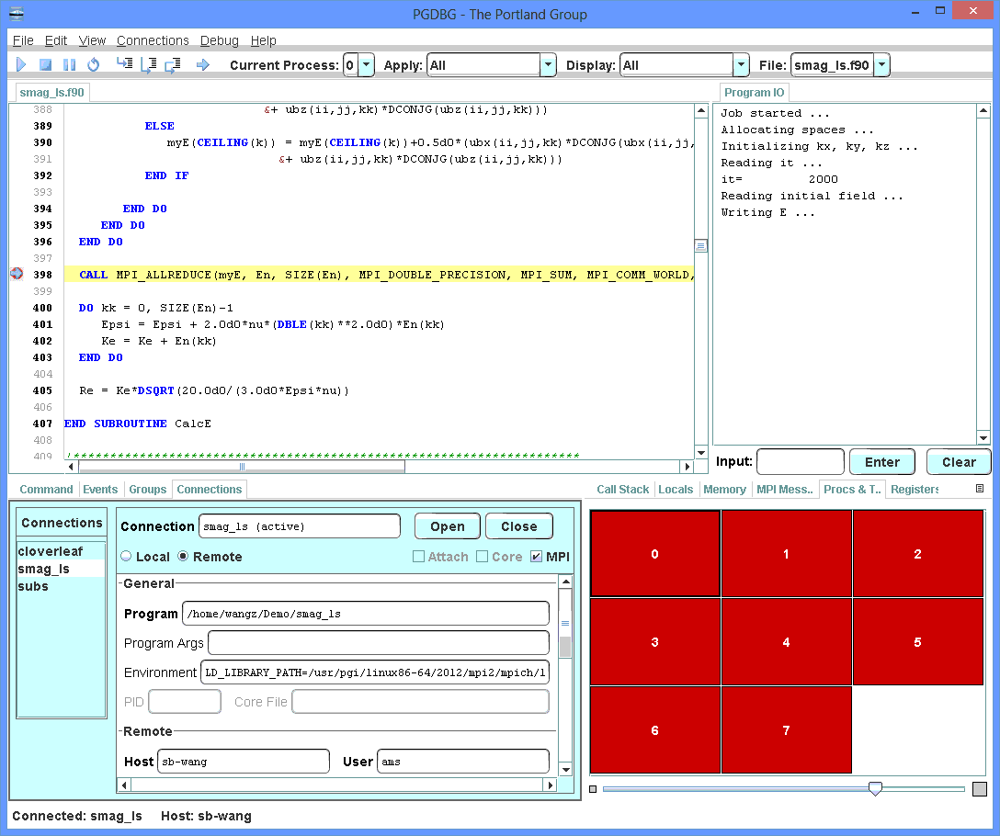 PGDBG - The Portland Group
File Edit View Connections Debug Help
Current Process: 0 Apply: All Display: All File: smag_ls.f90
smag_ls.f90
388 &+ ubz(ii,jj,kk)*DCONJG(ubz(ii,jj,kk)))
389 ELSE
390 myE(CEILING(k)) = myE(CEILING(k))+0.5d0*(ubx(ii,jj,kk)*DCONJG(ubx(ii,jj,
391 &+ ubz(ii,jj,kk)*DCONJG(ubz(ii,jj,kk)))
392 END IF
393
394 END DO
395 END DO
396 END DO
397
398 CALL MPI_ALLREDUCE(myE, En, SIZE(En), MPI_DOUBLE_PRECISION, MPI_SUM, MPI_COMM_WORLD,
399
400 DO kk = 0, SIZE(En)-1
401 Epsi = Epsi + 2.0d0*nu*(DBLE(kk)**2.0d0)*En(kk)
402 Ke = Ke + En(kk)
403 END DO
404
405 Re = Ke*DSQRT(20.0d0/(3.0d0*Epsi*nu))
406
407 END SUBROUTINE CalcE
408
409 !*********************************************************************
Program IO
Job started ...
Allocating spaces ...
Initializing kx, ky, kz ...
Reading it ...
it= 2000
Reading initial field ...
Writing E ...
Input: Enter Clear
Command Events Groups Connections
Connections
cloverleaf
smag_ls
subs
Connection smag_ls (active) Open Close
Local Remote Attach Core MPI
General
Program /home/wangz/Demo/smag_ls
Program Args
Environment LD_LIBRARY_PATH=/usr/pgi/linux86-64/2012/mpi2/mpich/l
PID Core File
Remote
Host sb-wang User ams
Call Stack Locals Memory MPI Mess.. Procs & T.. Registers
0 1 2
3 4 5
6 7
Connected: smag_ls Host: sb-wang